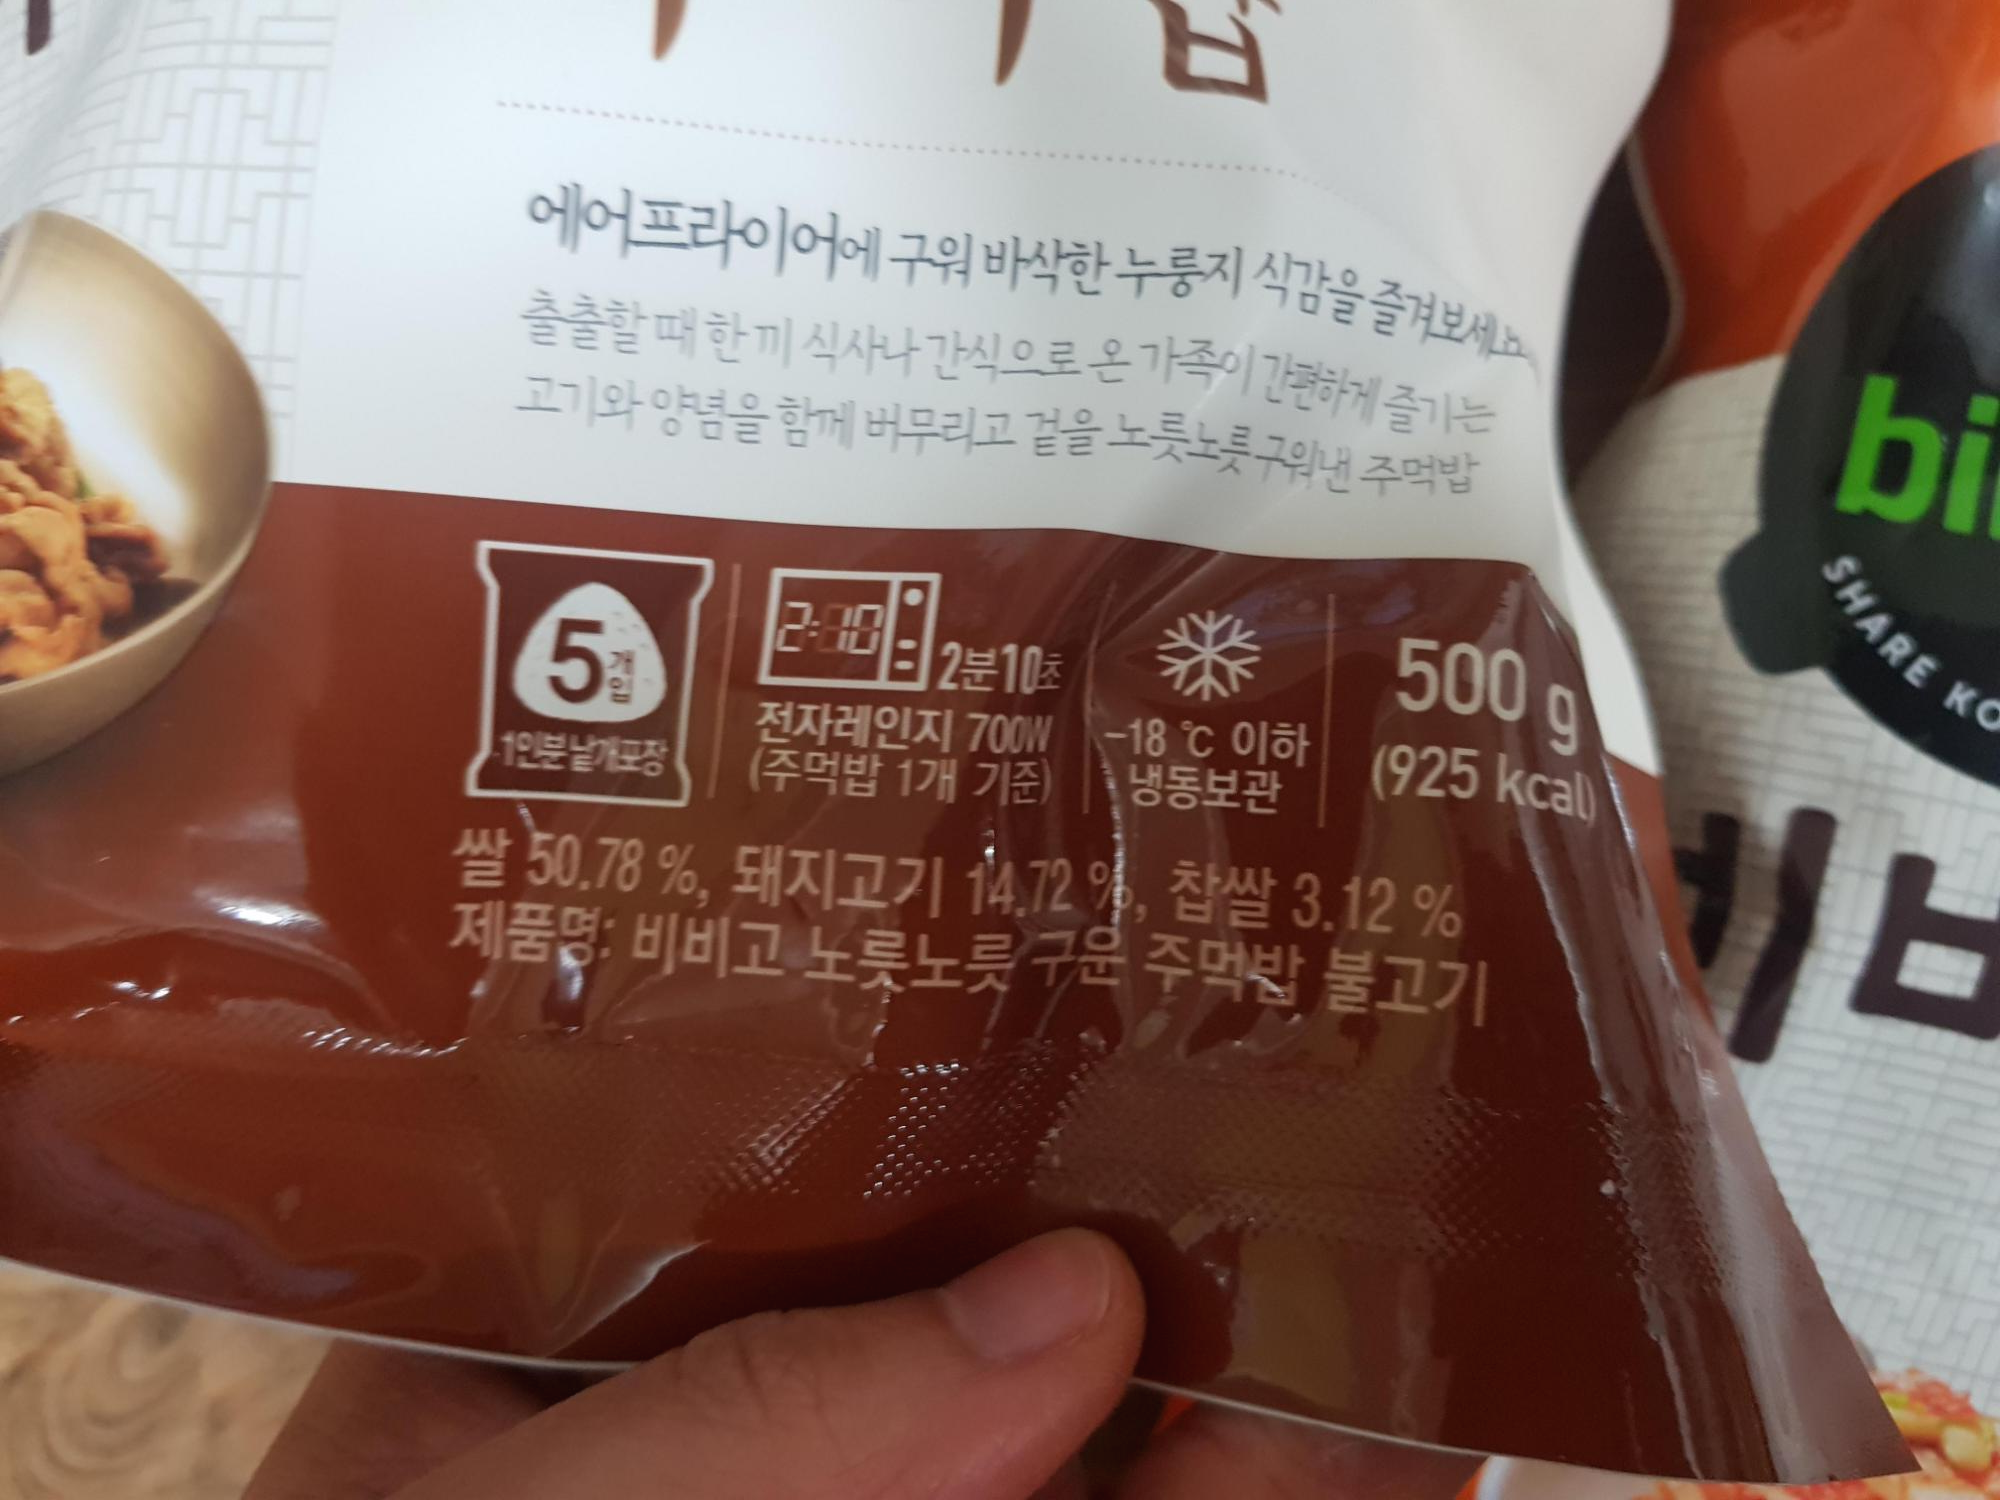 밥
에어프라이어에 구워 바삭한 누룽지 식감을 즐겨보세요
출출할 때 한 끼 식사나 간식으로 온 가족이 간편하게 즐기는
고기와 양념을 함께 버무리고 겉을 노릇노릇 구워낸 주먹밥
5개입
1인분 낱개포장
2:10
2분10초
전자레인지 700W
(주먹밥 1개 기준)
-18 ℃ 이하
냉동보관
500 g
(925 kcal)
쌀 50.78 %, 돼지고기 14.72 %, 찹쌀 3.12 %
제품명: 비비고 노릇노릇 구운 주먹밥 불고기
bi
SHARE KO